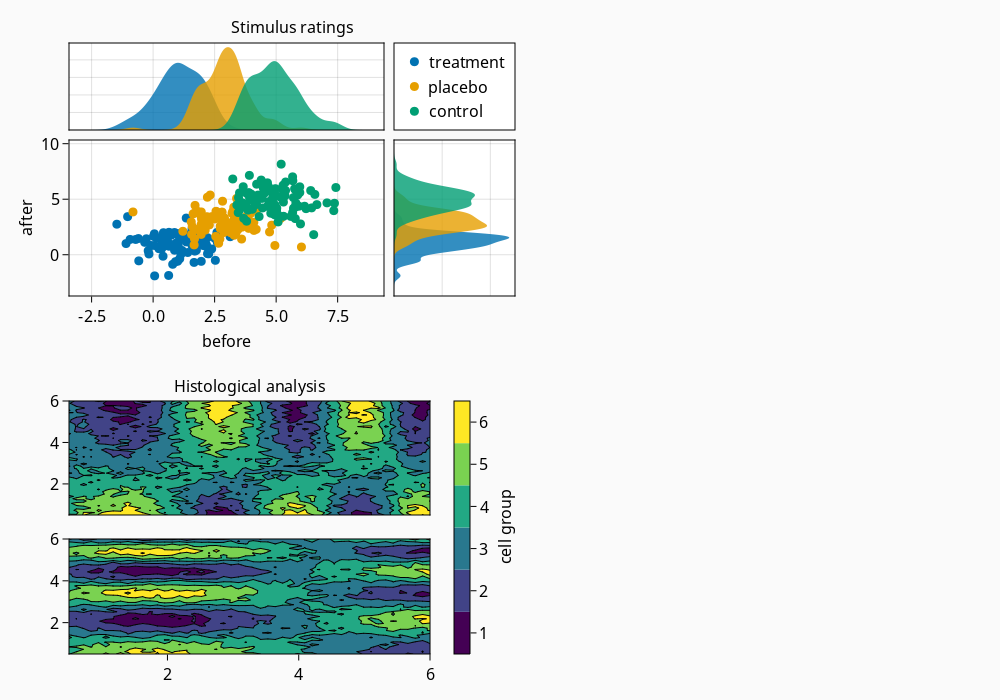 Stimulus ratings
treatment
placebo
control
10
5
0
after
-2.5 0.0 2.5 5.0 7.5
before
Histological analysis
6
4
2
6
4
2
2 4 6
6
5
4
3
2
1
cell group